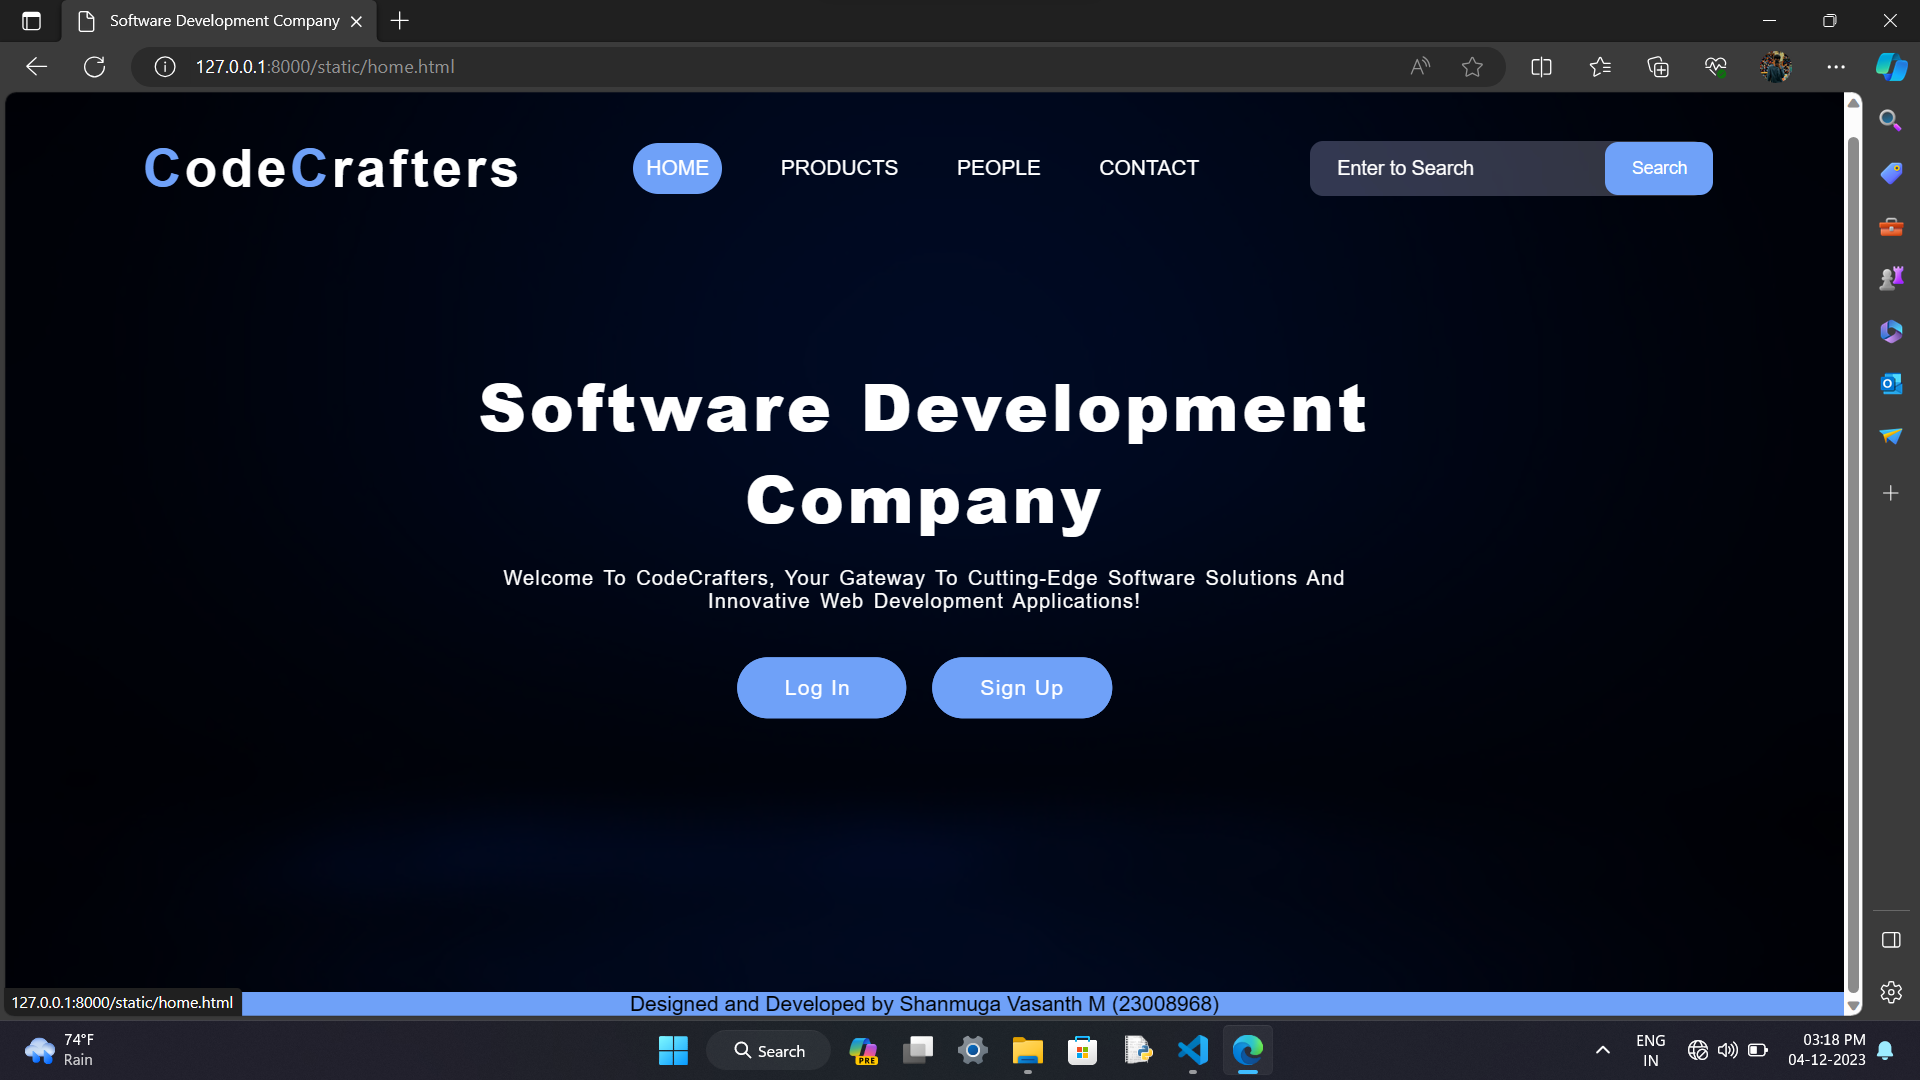 Software Development Company
127.0.0.1:8000/static/home.html
CodeCrafters
HOME PRODUCTS PEOPLE CONTACT
Enter to Search Search
Software Development
Company
Welcome To CodeCrafters, Your Gateway To Cutting-Edge Software Solutions And
Innovative Web Development Applications!
Log In Sign Up
127.0.0.1:8000/static/home.html
Designed and Developed by Shanmuga Vasanth M (23008968)
74°F
Rain
Search
PRE
ENG
IN
03:18 PM
04-12-2023